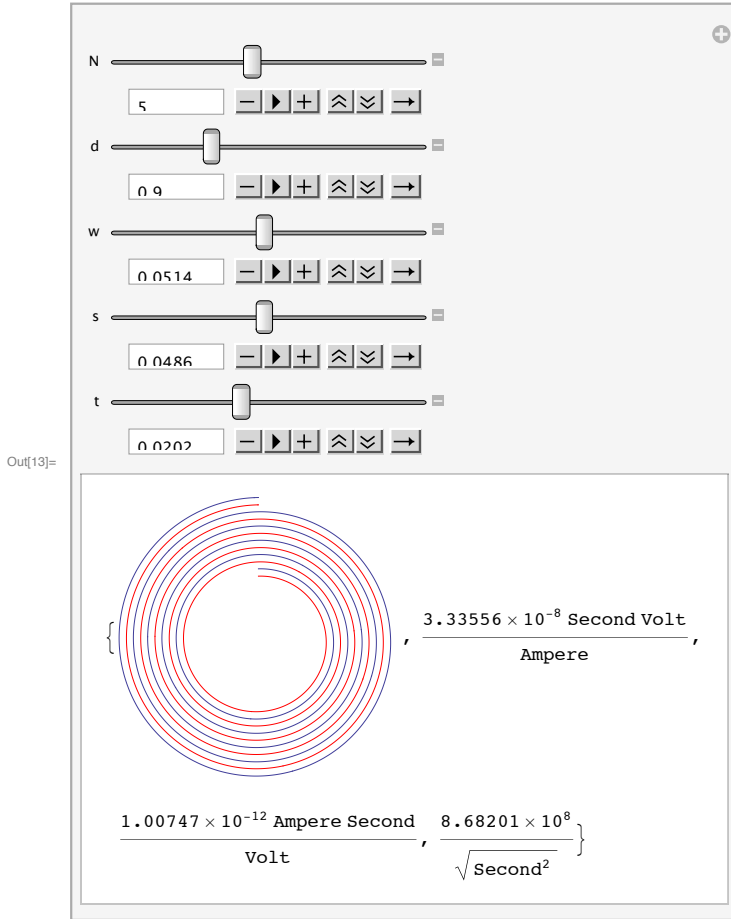 N
5
d
0.9
w
0.0514
s
0.0486
t
0.0202
Out[13]=
{ , 3.33556 × 10^-8 Second Volt / Ampere ,
1.00747 × 10^-12 Ampere Second / Volt , 8.68201 × 10^8 / √Second^2 }